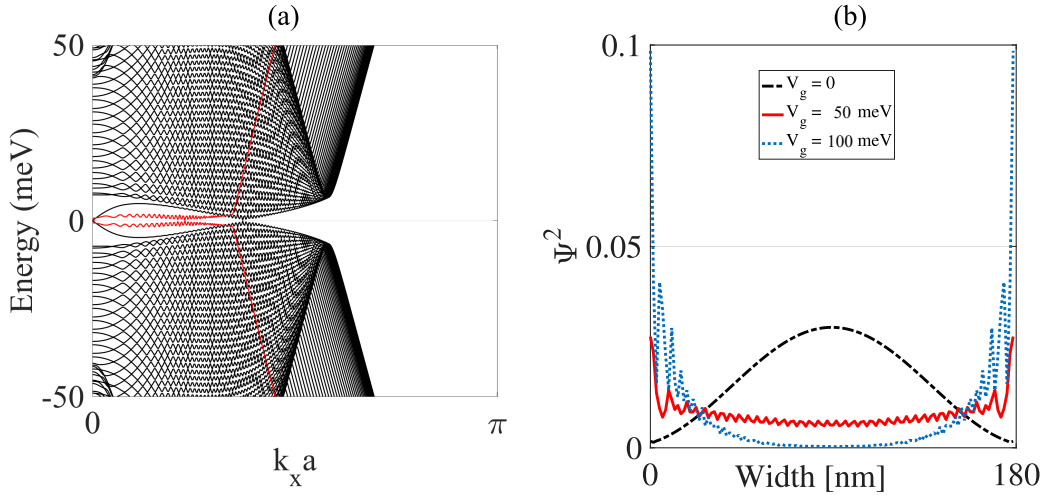 (a)
50
0
-50
Energy (meV)
0
π
k_x a
(b)
0.1
0.05
0
Ψ^2
V_g = 0
V_g = 50 meV
V_g = 100 meV
0
Width [nm]
180